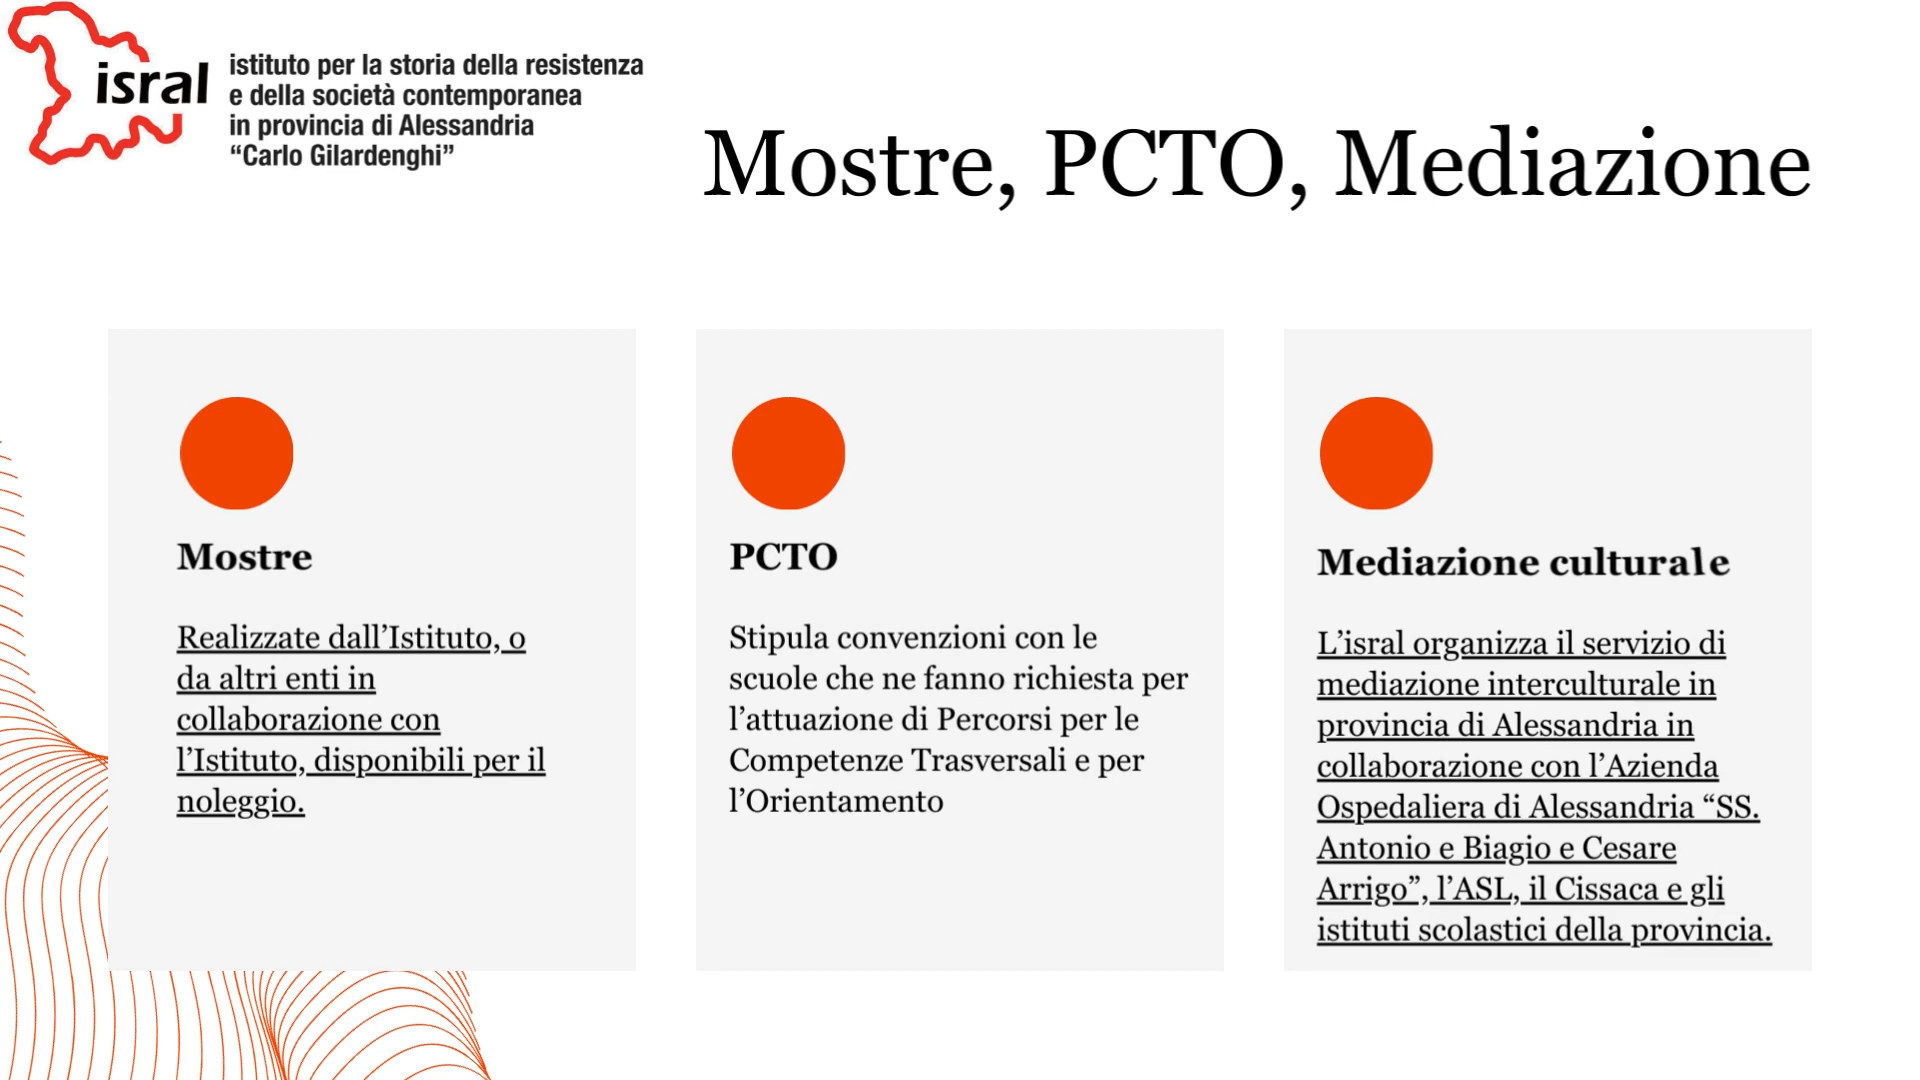 isral
istituto per la storia della resistenza
e della società contemporanea
in provincia di Alessandria
“Carlo Gilardenghi”
Mostre, PCTO, Mediazione
Mostre
Realizzate dall’Istituto, o
da altri enti in
collaborazione con
l’Istituto, disponibili per il
noleggio.
PCTO
Stipula convenzioni con le
scuole che ne fanno richiesta per
l’attuazione di Percorsi per le
Competenze Trasversali e per
l’Orientamento
Mediazione culturale
L’isral organizza il servizio di
mediazione interculturale in
provincia di Alessandria in
collaborazione con l’Azienda
Ospedaliera di Alessandria “SS.
Antonio e Biagio e Cesare
Arrigo”, l’ASL, il Cissaca e gli
istituti scolastici della provincia.